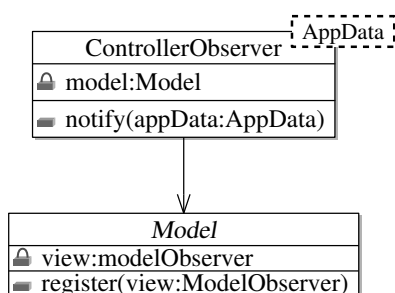 AppData
ControllerObserver
model:Model
notify(appData:AppData)
Model
view:modelObserver
register(view:ModelObserver)